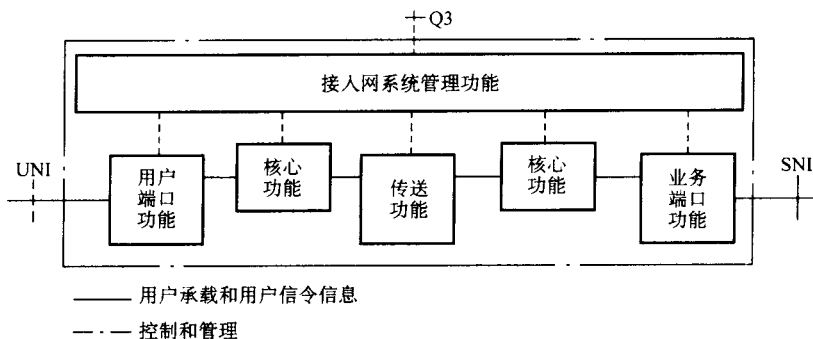 Q3
接入网系统管理功能
UNI
用户
端口
功能
核心
功能
传送
功能
核心
功能
业务
端口
功能
SNI
用户承载和用户信令信息
控制和管理